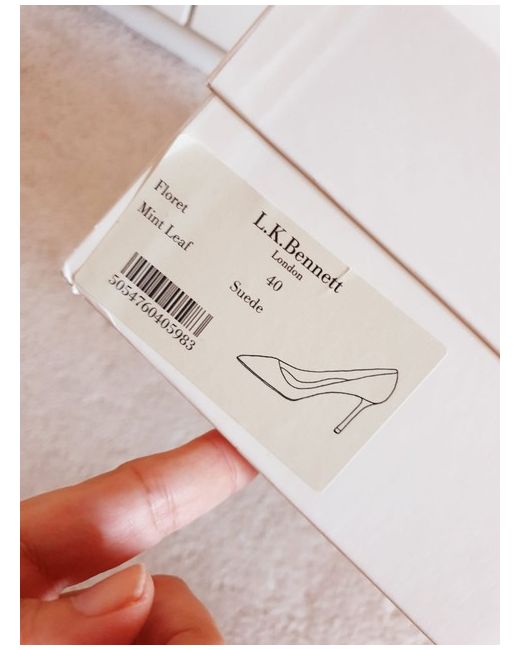 Floret
Mint Leaf
5054760405983
L.K.Bennett
London
40
Suede